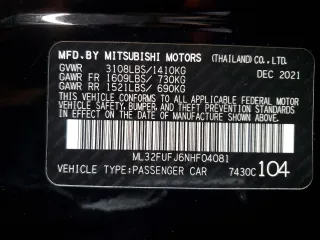 MFD.BY MITSUBISHI MOTORS (THAILAND)CO.,LTD.
GVWR 3108LBS/1410KG DEC 2021
GAWR FR 1609LBS/ 730KG
GAWR RR 1521LBS/ 690KG
THIS VEHICLE CONFORMS TO ALL APPLICABLE FEDERAL MOTOR
VEHICLE SAFETY, BUMPER, AND THEFT PREVENTION STANDARDS
IN EFFECT ON THE DATE OF MANUFACTURE SHOWN ABOVE.
ML32FUFJ6NHF04081
VEHICLE TYPE:PASSENGER CAR 7430C 104